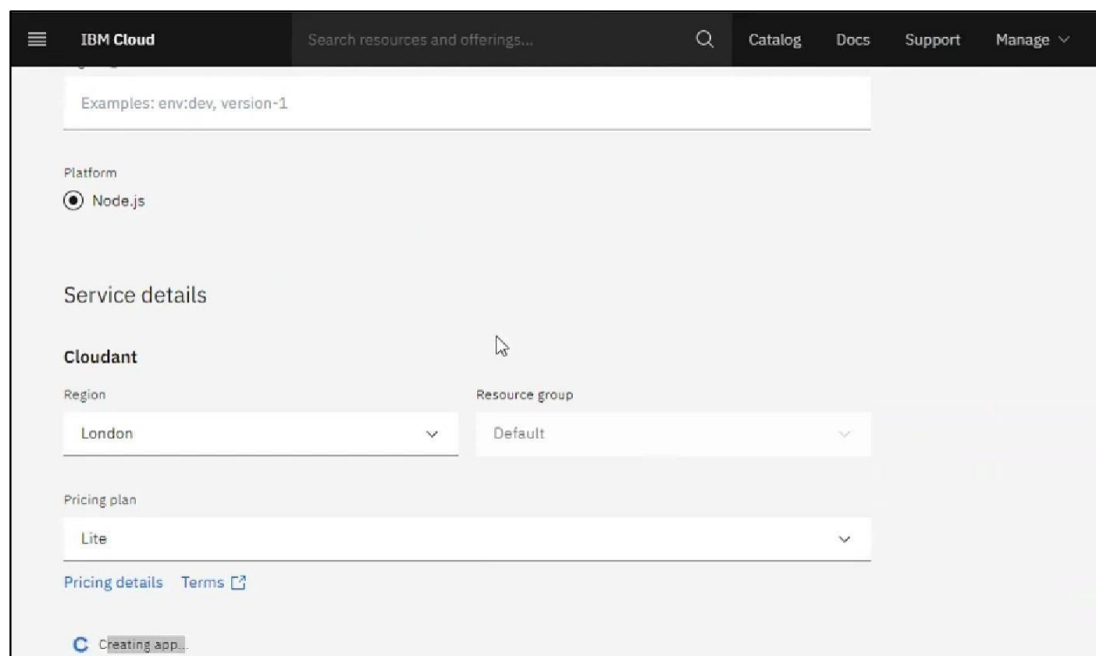 IBM Cloud
Search resources and offerings...
Catalog
Docs
Support
Manage
Examples: env:dev, version-1
Platform
Node.js
Service details
Cloudant
Region
Resource group
London
Default
Pricing plan
Lite
Pricing details
Terms
Creating app...